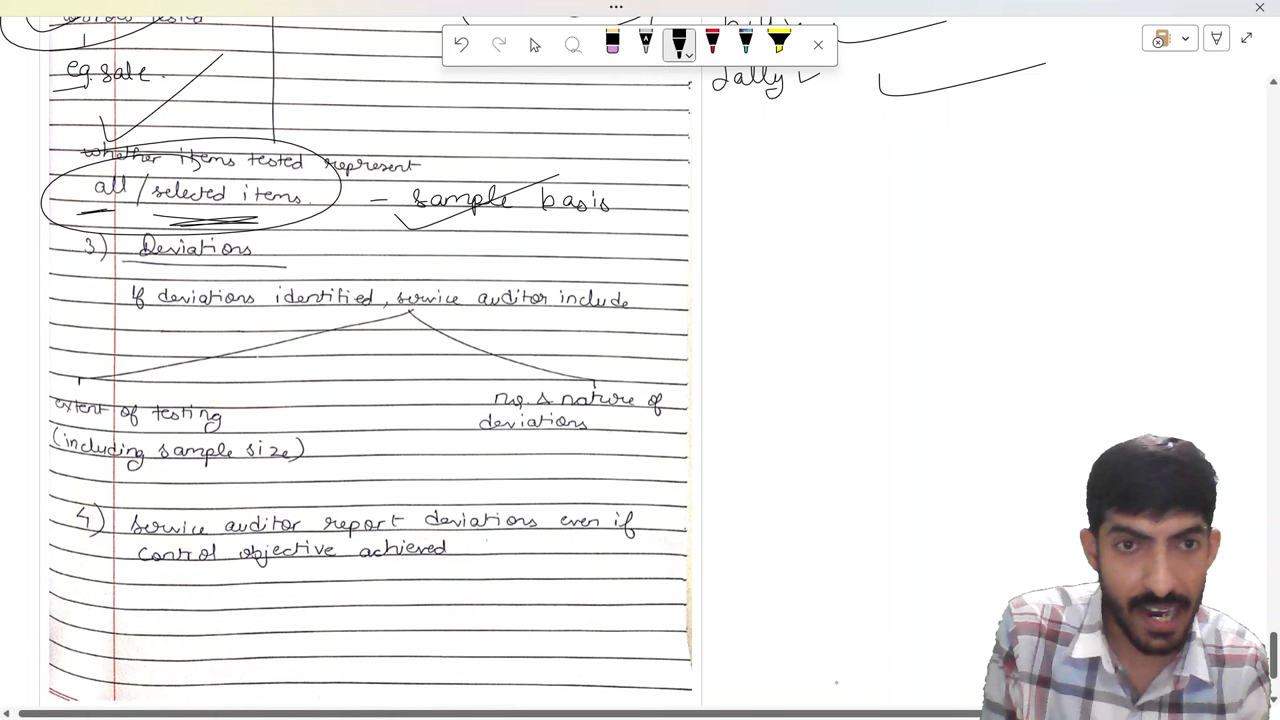 eg. sale.
whether items tested represent
all / selected items. - sample basis
3) Deviations
If deviations identified, service auditor include
extent of testing
(including sample size)
no. & nature of
deviations
4) service auditor report deviations even if
control objective achieved
tally ✓